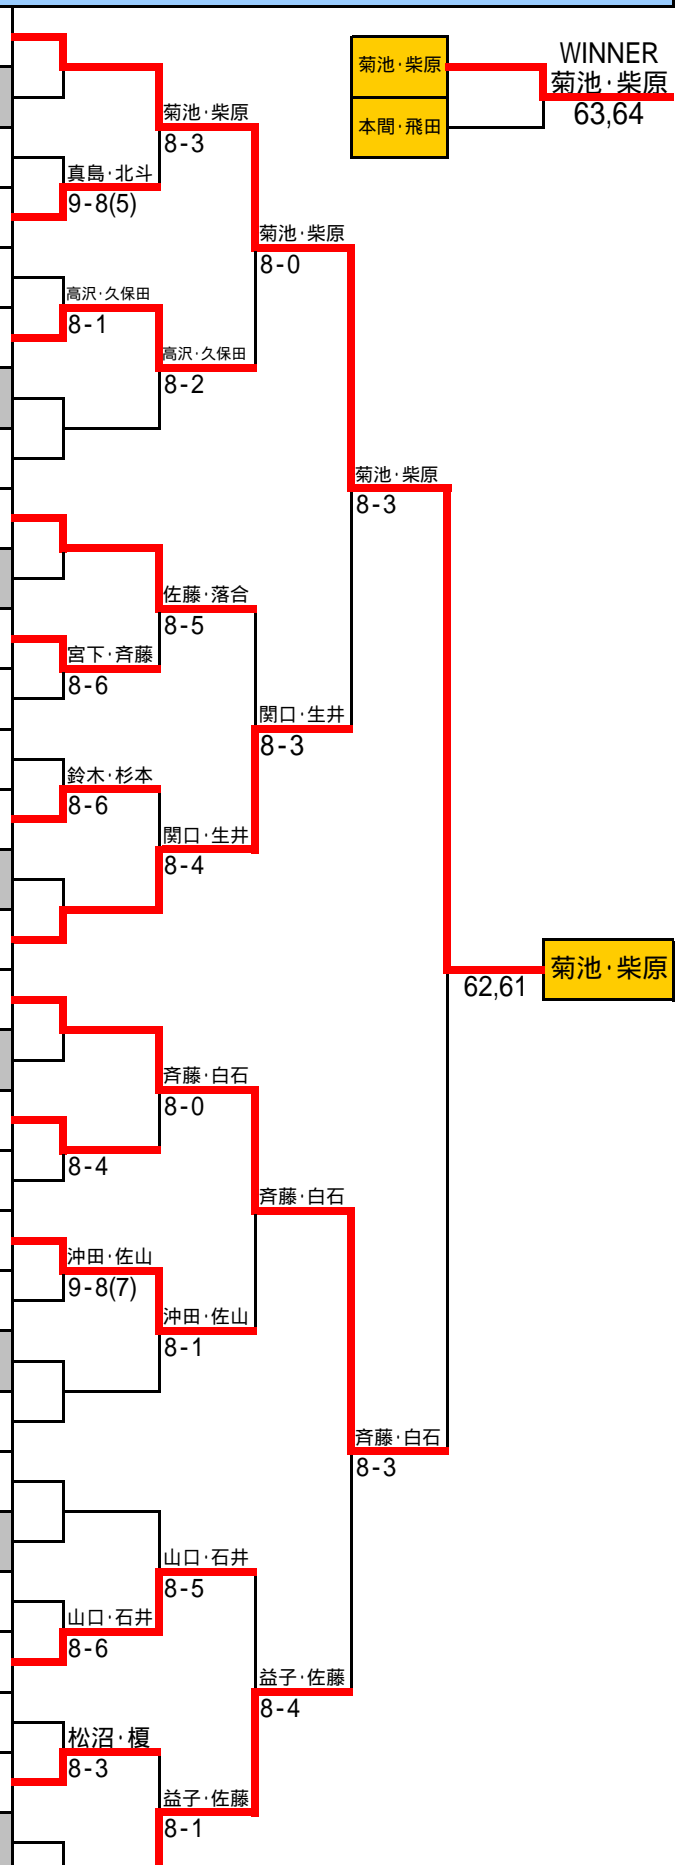 菊池・柴原
本間・飛田
WINNER
菊池・柴原
63,64
菊池・柴原
8-3
真島・北斗
9-8(5)
菊池・柴原
8-0
高沢・久保田
8-1
高沢・久保田
8-2
菊池・柴原
8-3
佐藤・落合
8-5
宮下・斉藤
8-6
関口・生井
8-3
鈴木・杉本
8-6
関口・生井
8-4
菊池・柴原
62,61
斉藤・白石
8-0
8-4
斉藤・白石
沖田・佐山
9-8(7)
沖田・佐山
8-1
斉藤・白石
8-3
山口・石井
8-5
山口・石井
8-6
益子・佐藤
8-4
松沼・榎
8-3
益子・佐藤
8-1